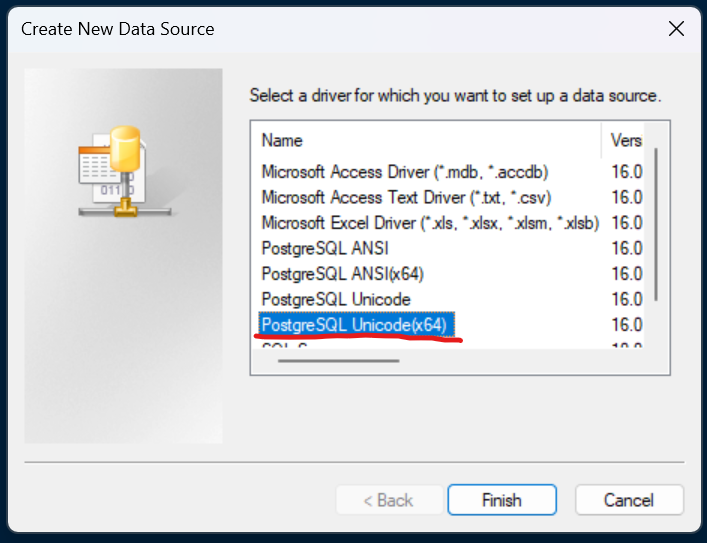 Create New Data Source
Select a driver for which you want to set up a data source.
Name Vers
Microsoft Access Driver (*.mdb, *.accdb) 16.0
Microsoft Access Text Driver (*.txt, *.csv) 16.0
Microsoft Excel Driver (*.xls, *.xlsx, *.xlsm, *.xlsb) 16.0
PostgreSQL ANSI 16.0
PostgreSQL ANSI(x64) 16.0
PostgreSQL Unicode 16.0
PostgreSQL Unicode(x64) 16.0
< Back Finish Cancel